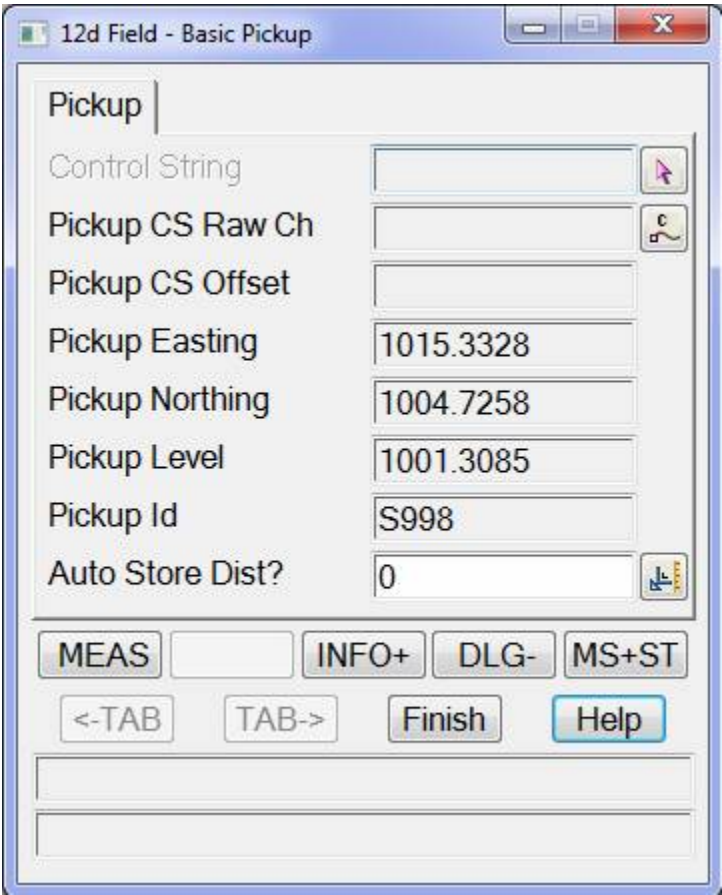 12d Field - Basic Pickup
Pickup
Control String
Pickup CS Raw Ch
c
Pickup CS Offset
Pickup Easting 1015.3328
Pickup Northing 1004.7258
Pickup Level 1001.3085
Pickup Id S998
Auto Store Dist? 0
MEAS INFO+ DLG- MS+ST
<-TAB TAB-> Finish Help